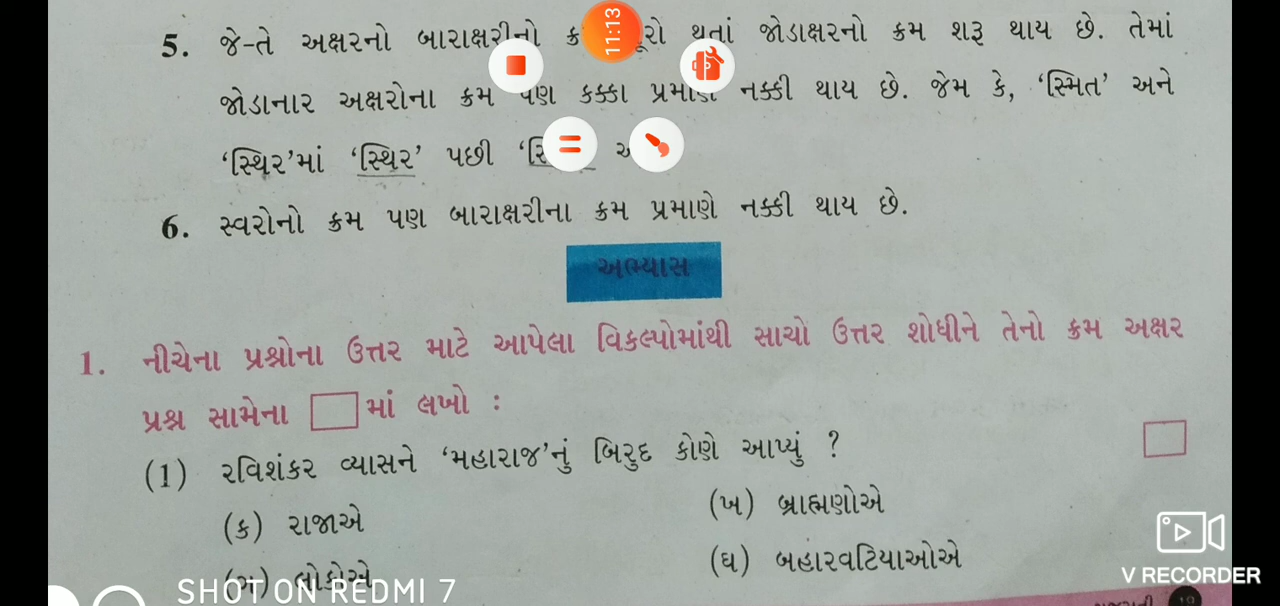 5. જે-તે અક્ષરનો બારાક્ષરીનો થતાં જોડાક્ષરનો ક્રમ શરૂ થાય છે. તેમાં
જોડાનાર અક્ષરોના ક્રમ પણ કક્કા પ્રમાણે નક્કી થાય છે. જેમ કે, ‘સ્મિત’ અને
‘સ્થિર’માં ‘સ્થિર’ પછી
6. સ્વરોનો ક્રમ પણ બારાક્ષરીના ક્રમ પ્રમાણે નક્કી થાય છે.
અભ્યાસ
1. નીચેના પ્રશ્નોના ઉત્તર માટે આપેલા વિકલ્પોમાંથી સાચો ઉત્તર શોધીને તેનો ક્રમ અક્ષર
પ્રશ્ન સામેના માં લખો :
(1) રવિશંકર વ્યાસને ‘મહારાજ’નું બિરુદ કોણે આપ્યું ?
(ક) રાજાએ (ખ) બ્રાહ્મણોએ
(ગ) લોકોએ (ઘ) બહારવટિયાઓએ
11:13
SHOT ON REDMI 7
V RECORDER
19